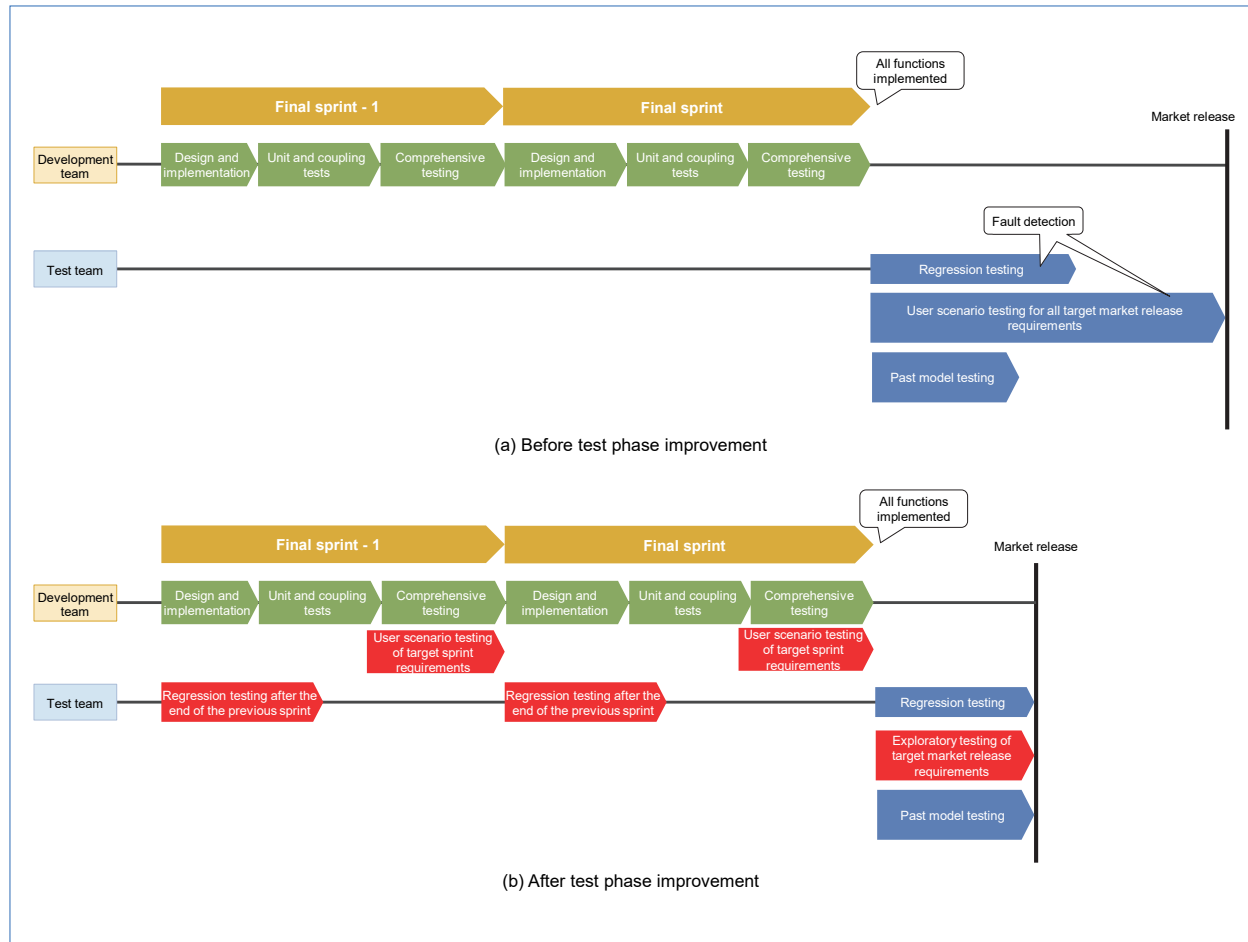 All functions
implemented
Final sprint - 1
Final sprint
Market release
Development
team
Design and
implementation
Unit and coupling
tests
Comprehensive
testing
Design and
implementation
Unit and coupling
tests
Comprehensive
testing
Fault detection
Test team
Regression testing
User scenario testing for all target market release
requirements
Past model testing
(a) Before test phase improvement
All functions
implemented
Final sprint - 1
Final sprint
Market release
Development
team
Design and
implementation
Unit and coupling
tests
Comprehensive
testing
Design and
implementation
Unit and coupling
tests
Comprehensive
testing
User scenario testing
of target sprint
requirements
User scenario testing
of target sprint
requirements
Test team
Regression testing after the
end of the previous sprint
Regression testing after the
end of the previous sprint
Regression testing
Exploratory testing of
target market release
requirements
Past model testing
(b) After test phase improvement